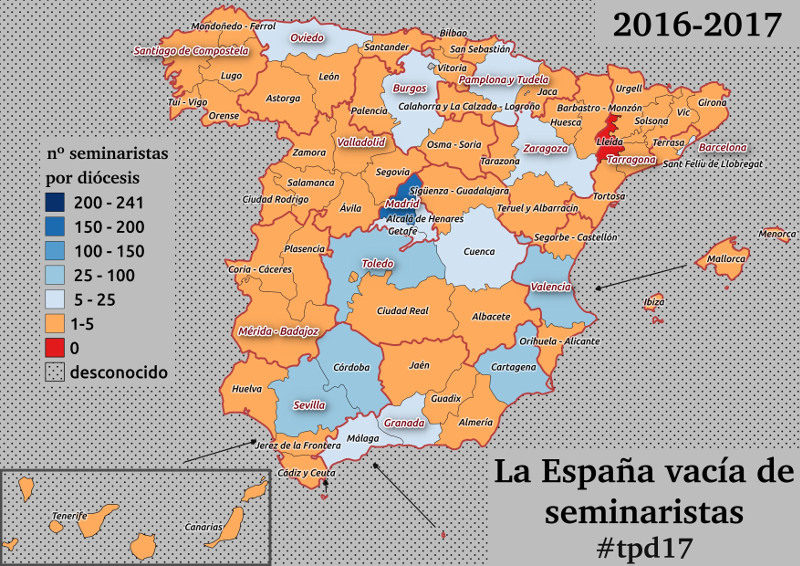 2016-2017
Mondoñedo - Ferrol
Oviedo
Santander
Bilbao
San Sebastián
Santiago de Compostela
Vitoria
Pamplona y Tudela
Lugo
León
Burgos
Jaca
Urgell
Girona
Tui - Vigo
Astorga
Palencia
Calahorra y La Calzada - Logroño
Barbastro - Monzón
Vic
Orense
Huesca
Solsona
Valladolid
Osma - Soria
Zaragoza
Lleida
Terrasa
Barcelona
nº seminaristas
por diócesis
Zamora
Tarazona
Tarragona
Sant Feliu de Llobregat
Segovia
Salamanca
Sigüenza - Guadalajara
200 - 241
Ciudad Rodrigo
Ávila
Madrid
Teruel y Albarracín
Tortosa
150 - 200
Alcalá de Henares
Getafe
100 - 150
Plasencia
Cuenca
Segorbe - Castellón
Menorca
25 - 100
Coria - Cáceres
Toledo
Mallorca
5 - 25
Valencia
Ibiza
1-5
Ciudad Real
Albacete
Mérida - Badajoz
0
Orihuela - Alicante
desconocido
Córdoba
Jaén
Cartagena
Huelva
Guadix
Sevilla
Granada
Almería
Jerez de la Frontera
Málaga
Cádiz y Ceuta
La España vacía de
seminaristas
#tpd17
Tenerife
Canarias